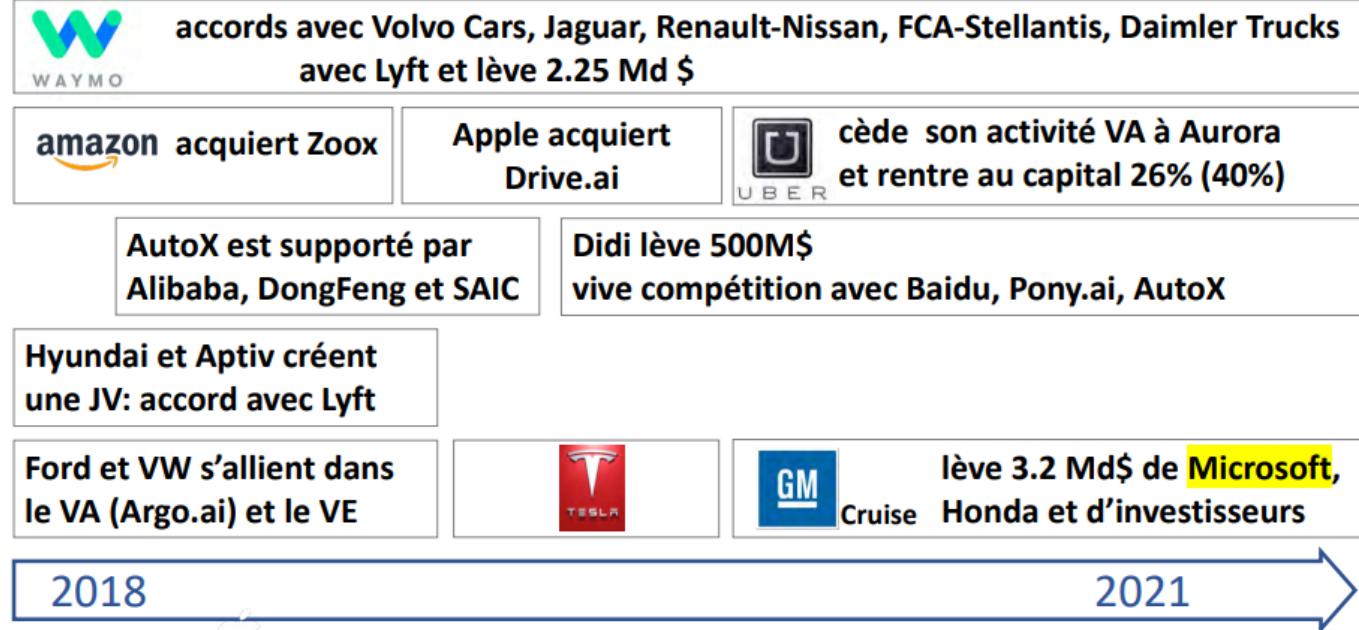 WAYMO
accords avec Volvo Cars, Jaguar, Renault-Nissan, FCA-Stellantis, Daimler Trucks
avec Lyft et lève 2.25 Md $
amazon acquiert Zoox
Apple acquiert
Drive.ai
UBER
cède son activité VA à Aurora
et rentre au capital 26% (40%)
AutoX est supporté par
Alibaba, DongFeng et SAIC
Didi lève 500M$
vive compétition avec Baidu, Pony.ai, AutoX
Hyundai et Aptiv créent
une JV: accord avec Lyft
Ford et VW s’allient dans
le VA (Argo.ai) et le VE
TESLA
GM
Cruise
lève 3.2 Md$ de Microsoft,
Honda et d’investisseurs
2018
2021